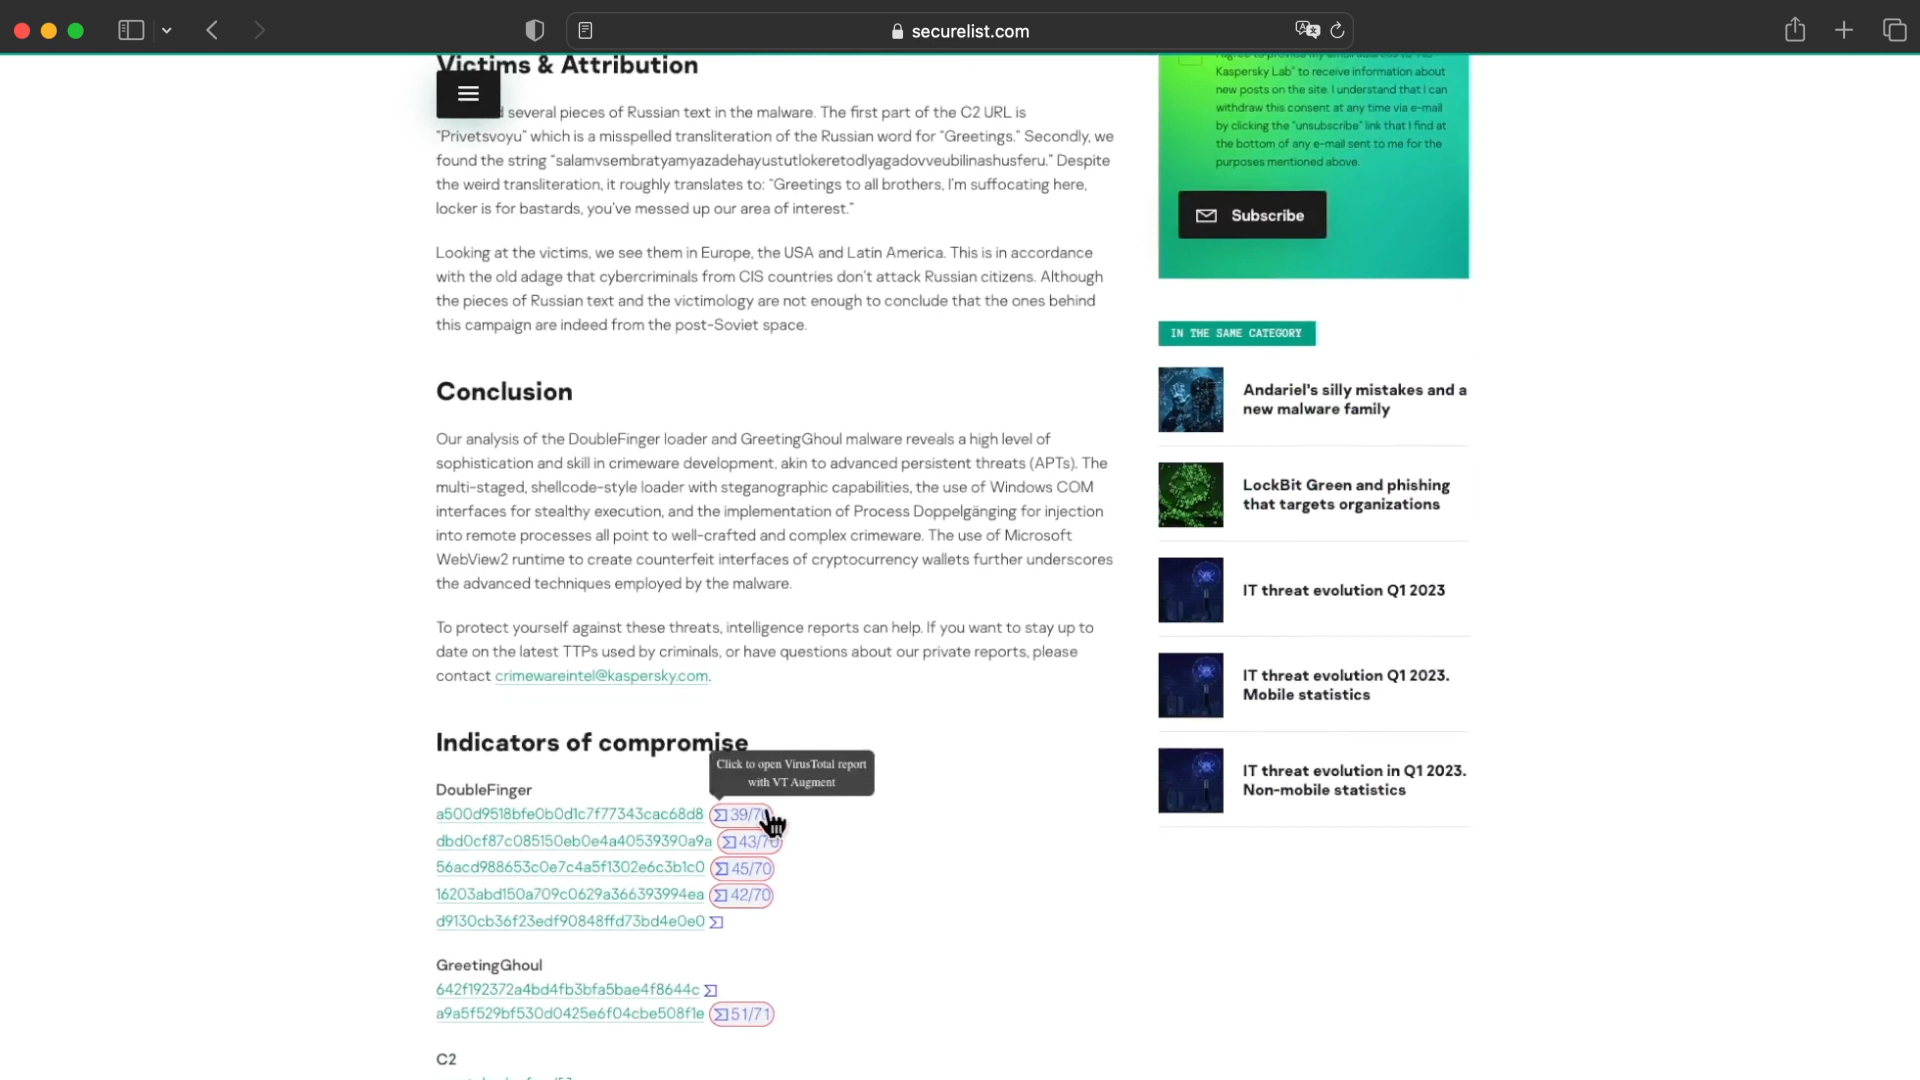 securelist.com
Victims & Attribution
d several pieces of Russian text in the malware. The first part of the C2 URL is
"Privetsvoyu" which is a misspelled transliteration of the Russian word for "Greetings." Secondly, we
found the string "salamvsembratyamyazadehayustutlokeretodlyagadovveubilinashusferu." Despite
the weird transliteration, it roughly translates to: "Greetings to all brothers, I'm suffocating here,
locker is for bastards, you've messed up our area of interest."
Looking at the victims, we see them in Europe, the USA and Latin America. This is in accordance
with the old adage that cybercriminals from CIS countries don't attack Russian citizens. Although
the pieces of Russian text and the victimology are not enough to conclude that the ones behind
this campaign are indeed from the post-Soviet space.
Conclusion
Our analysis of the DoubleFinger loader and GreetingGhoul malware reveals a high level of
sophistication and skill in crimeware development, akin to advanced persistent threats (APTs). The
multi-staged, shellcode-style loader with steganographic capabilities, the use of Windows COM
interfaces for stealthy execution, and the implementation of Process Doppelgänging for injection
into remote processes all point to well-crafted and complex crimeware. The use of Microsoft
WebView2 runtime to create counterfeit interfaces of cryptocurrency wallets further underscores
the advanced techniques employed by the malware.
To protect yourself against these threats, intelligence reports can help. If you want to stay up to
date on the latest TTPs used by criminals, or have questions about our private reports, please
contact crimewareintel@kaspersky.com.
Indicators of compromise
Click to open VirusTotal report
with VT Augment
DoubleFinger
a500d9518bfe0b0d1c7f77343cac68d8 39/70
dbd0cf87c085150eb0e4a40539390a9a 43/70
56acd988653c0e7c4a5f1302e6c3b1c0 45/70
16203abd150a709c0629a366393994ea 42/70
d9130cb36f23edf90848ffd73bd4e0e0
GreetingGhoul
642f192372a4bd4fb3bfa5bae4f8644c
a9a5f529bf530d0425e6f04cbe508f1e 51/71
C2
Kaspersky Lab" to receive information about
new posts on the site. I understand that I can
withdraw this consent at any time via e-mail
by clicking the "unsubscribe" link that I find at
the bottom of any e-mail sent to me for the
purposes mentioned above.
Subscribe
IN THE SAME CATEGORY
Andariel's silly mistakes and a
new malware family
LockBit Green and phishing
that targets organizations
IT threat evolution Q1 2023
IT threat evolution Q1 2023.
Mobile statistics
IT threat evolution in Q1 2023.
Non-mobile statistics